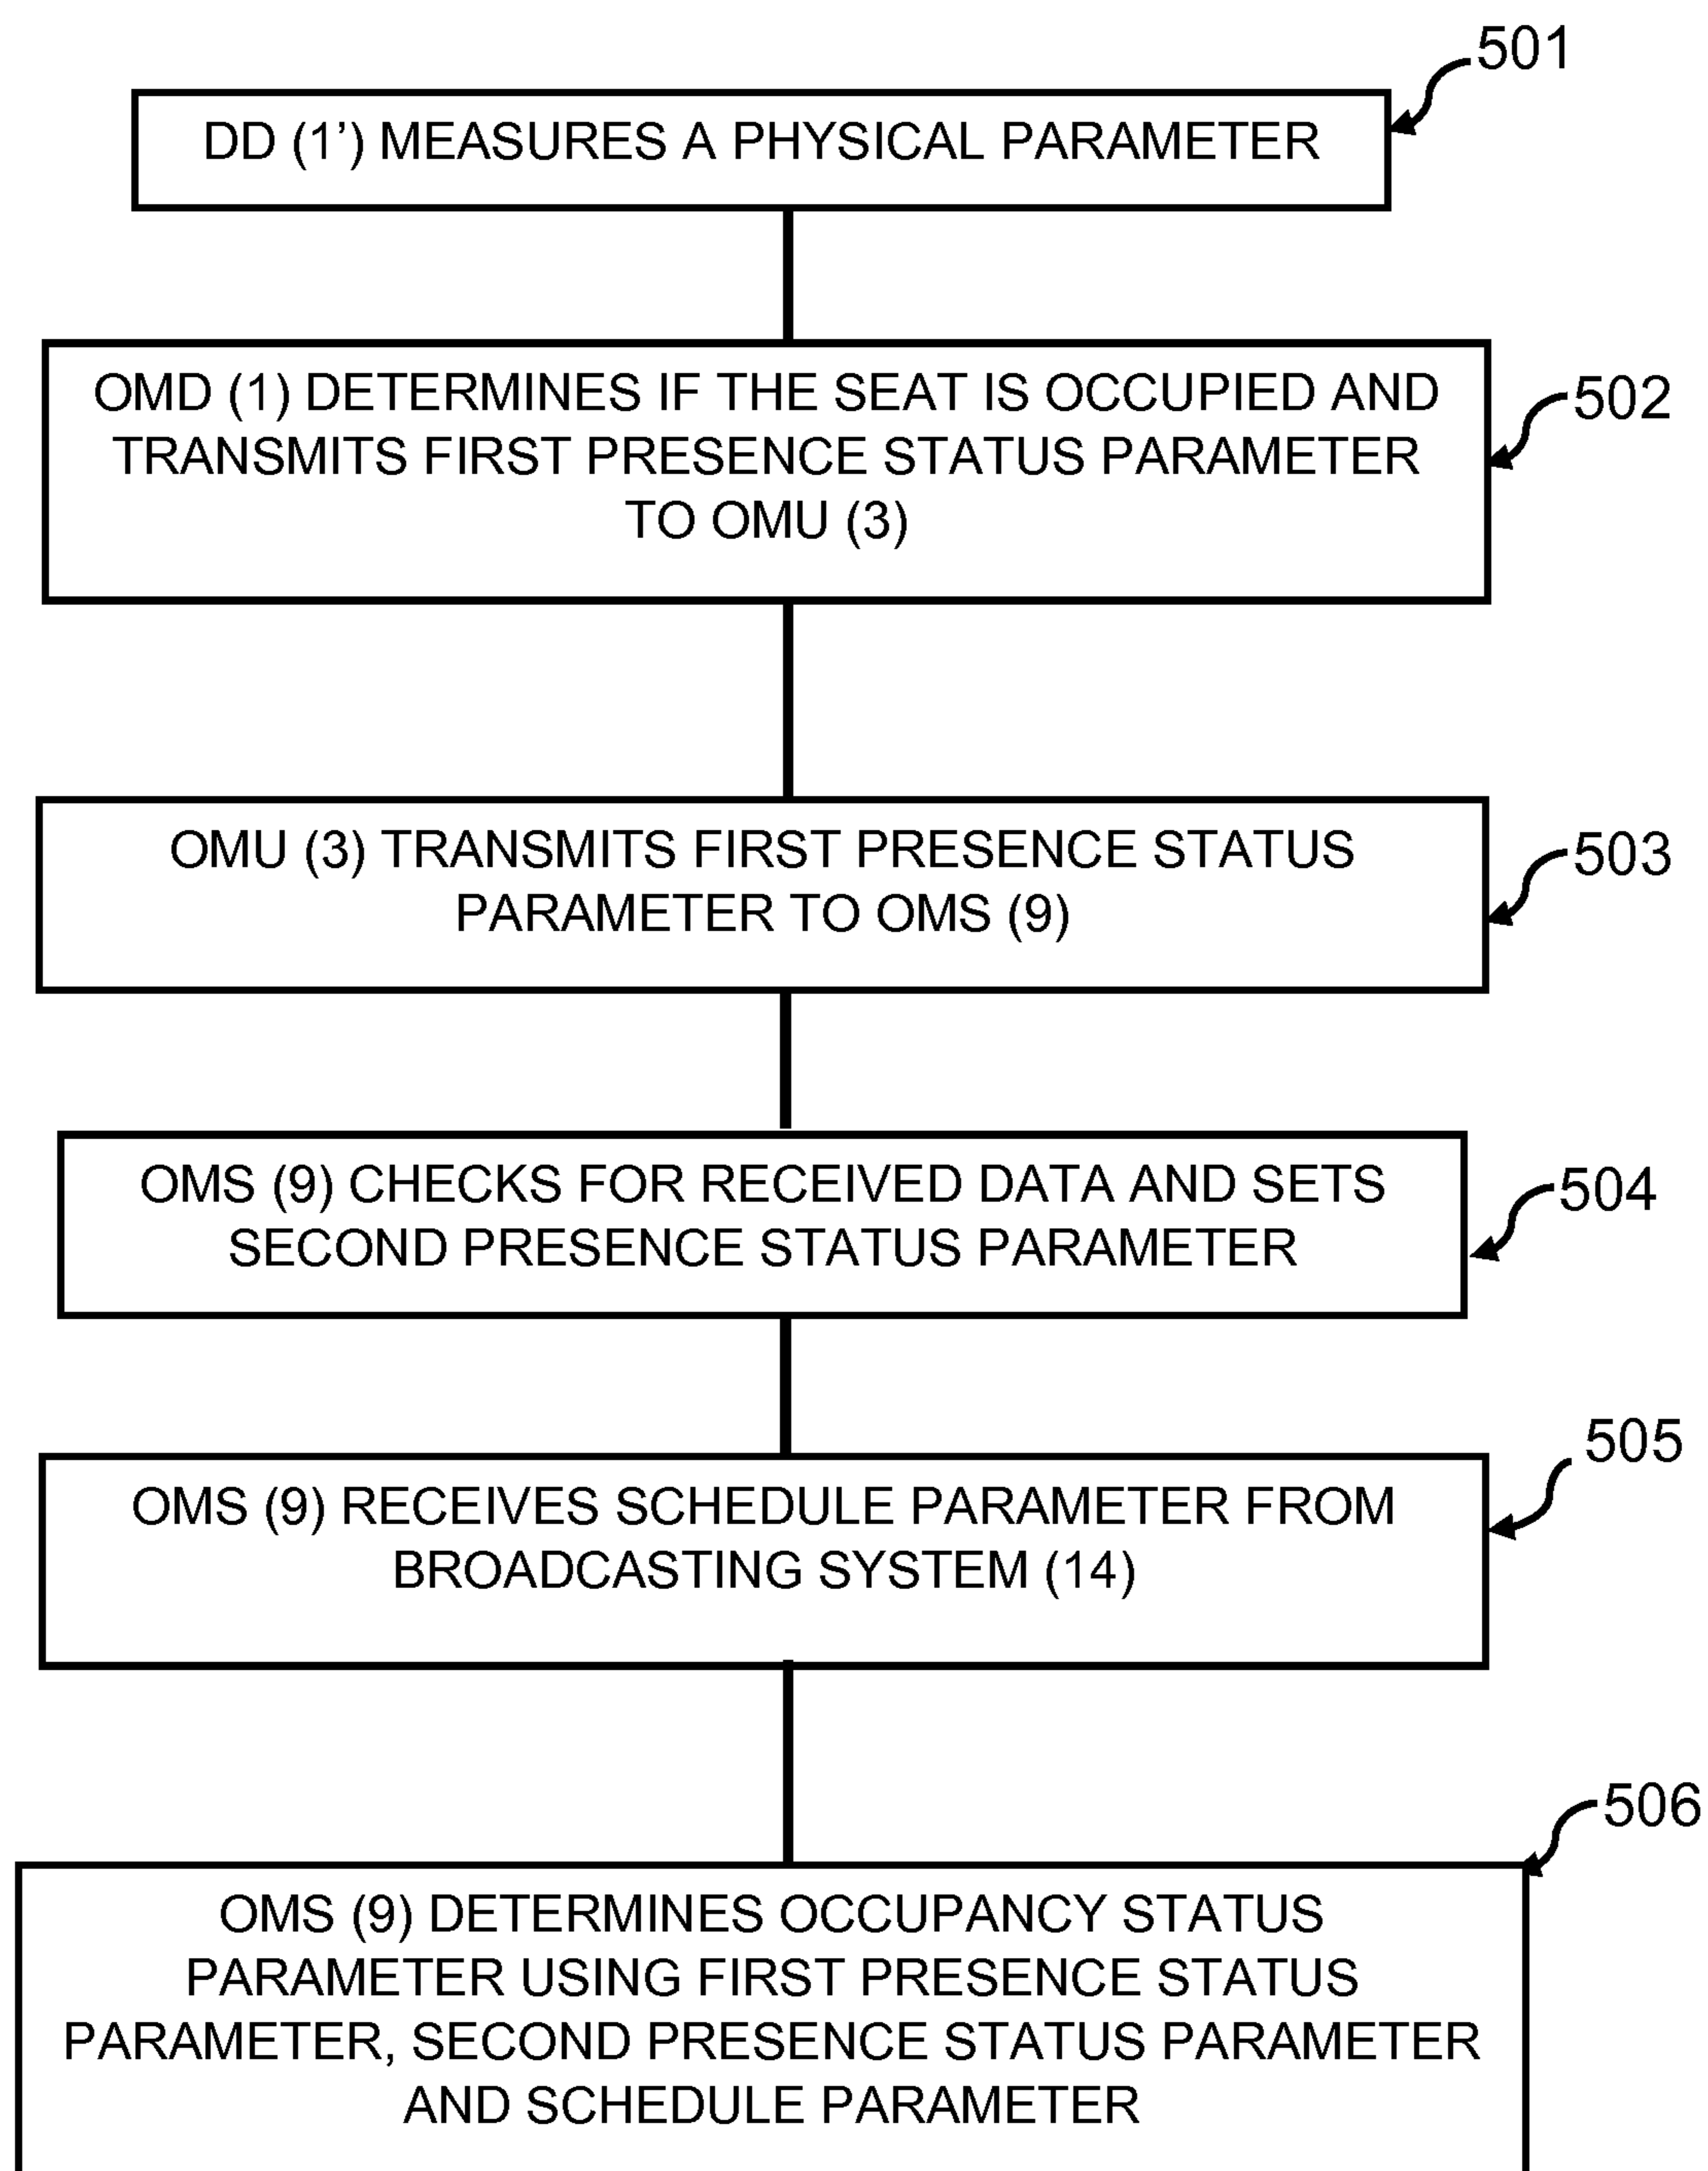 501
DD (1’) MEASURES A PHYSICAL PARAMETER
OMD (1) DETERMINES IF THE SEAT IS OCCUPIED AND
TRANSMITS FIRST PRESENCE STATUS PARAMETER
TO OMU (3)
502
OMU (3) TRANSMITS FIRST PRESENCE STATUS
PARAMETER TO OMS (9)
503
OMS (9) CHECKS FOR RECEIVED DATA AND SETS
SECOND PRESENCE STATUS PARAMETER
504
505
OMS (9) RECEIVES SCHEDULE PARAMETER FROM
BROADCASTING SYSTEM (14)
506
OMS (9) DETERMINES OCCUPANCY STATUS
PARAMETER USING FIRST PRESENCE STATUS
PARAMETER, SECOND PRESENCE STATUS PARAMETER
AND SCHEDULE PARAMETER